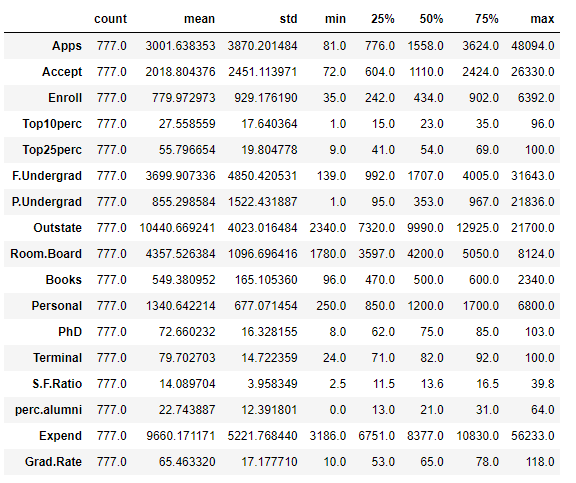 count mean std min 25% 50% 75% max
Apps 777.0 3001.638353 3870.201484 81.0 776.0 1558.0 3624.0 48094.0
Accept 777.0 2018.804376 2451.113971 72.0 604.0 1110.0 2424.0 26330.0
Enroll 777.0 779.972973 929.176190 35.0 242.0 434.0 902.0 6392.0
Top10perc 777.0 27.558559 17.640364 1.0 15.0 23.0 35.0 96.0
Top25perc 777.0 55.796654 19.804778 9.0 41.0 54.0 69.0 100.0
F.Undergrad 777.0 3699.907336 4850.420531 139.0 992.0 1707.0 4005.0 31643.0
P.Undergrad 777.0 855.298584 1522.431887 1.0 95.0 353.0 967.0 21836.0
Outstate 777.0 10440.669241 4023.016484 2340.0 7320.0 9990.0 12925.0 21700.0
Room.Board 777.0 4357.526384 1096.696416 1780.0 3597.0 4200.0 5050.0 8124.0
Books 777.0 549.380952 165.105360 96.0 470.0 500.0 600.0 2340.0
Personal 777.0 1340.642214 677.071454 250.0 850.0 1200.0 1700.0 6800.0
PhD 777.0 72.660232 16.328155 8.0 62.0 75.0 85.0 103.0
Terminal 777.0 79.702703 14.722359 24.0 71.0 82.0 92.0 100.0
S.F.Ratio 777.0 14.089704 3.958349 2.5 11.5 13.6 16.5 39.8
perc.alumni 777.0 22.743887 12.391801 0.0 13.0 21.0 31.0 64.0
Expend 777.0 9660.171171 5221.768440 3186.0 6751.0 8377.0 10830.0 56233.0
Grad.Rate 777.0 65.463320 17.177710 10.0 53.0 65.0 78.0 118.0